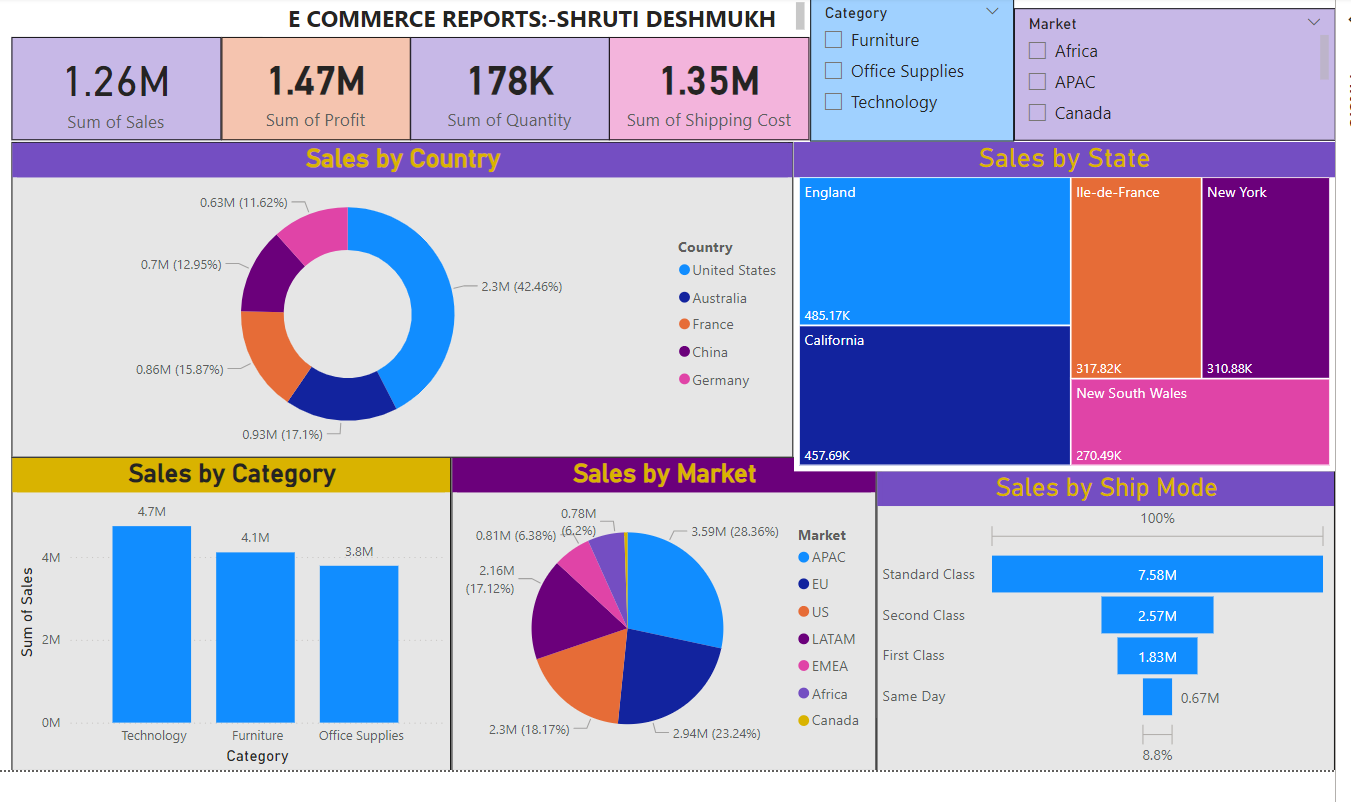 E COMMERCE REPORTS:-SHRUTI DESHMUKH
1.26M
Sum of Sales
1.47M
Sum of Profit
178K
Sum of Quantity
1.35M
Sum of Shipping Cost
Category
Furniture
Office Supplies
Technology
Market
Africa
APAC
Canada
Sales by Country
0.63M (11.62%)
0.7M (12.95%)
2.3M (42.46%)
0.86M (15.87%)
0.93M (17.1%)
Country
United States
Australia
France
China
Germany
Sales by State
England
485.17K
California
457.69K
Ile-de-France
317.82K
New York
310.88K
New South Wales
270.49K
Sales by Category
Sum of Sales
4M
2M
0M
4.7M
4.1M
3.8M
Technology
Furniture
Office Supplies
Category
Sales by Market
0.78M
(6.2%)
0.81M (6.38%)
3.59M (28.36%)
2.16M
(17.12%)
2.3M (18.17%)
2.94M (23.24%)
Market
APAC
EU
US
LATAM
EMEA
Africa
Canada
Sales by Ship Mode
100%
Standard Class
7.58M
Second Class
2.57M
First Class
1.83M
Same Day
0.67M
8.8%